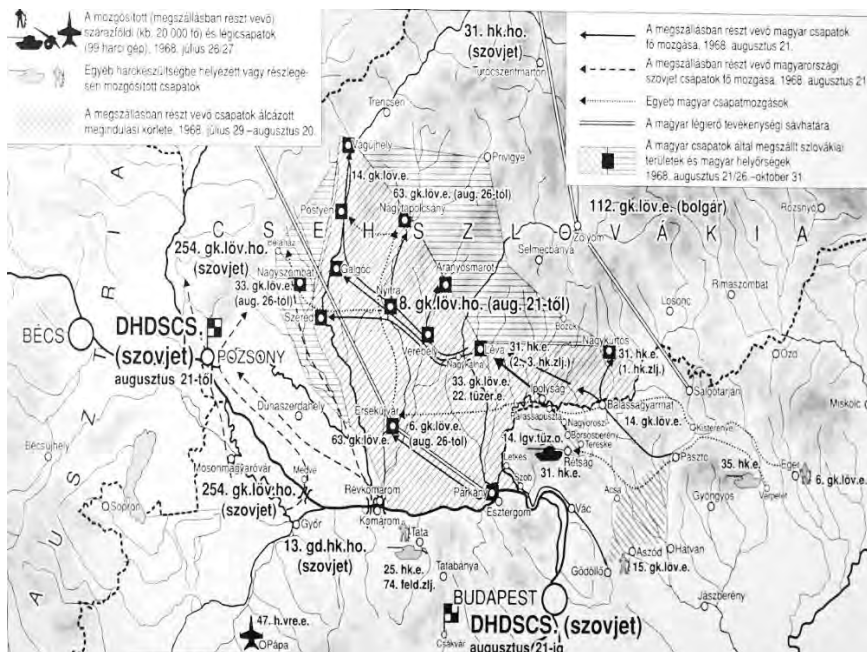 A mozgósított (megszállásban részt vevő)
szárazföldi (kb. 20 000 fő) és légicsapatok
(99 harci gép), 1968. július 26/27
Egyéb harckészültségbe helyezett vagy részlege-
sen mozgósított csapatok
A megszállásban részt vevő csapatok álcázott
megindulási körlete, 1968. július 29.–augusztus 20.
A megszállásban részt vevő magyar csapatok
fő mozgása. 1968. augusztus 21.
A megszállásban részt vevő magyarországi
szovjet csapatok fő mozgása. 1968. augusztus 21
Egyéb magyar csapatmozgások
A magyar légierő tevékenységi sávhatára
A magyar csapatok által megszállt szlovákiai
területek és magyar helyőrségek
1968. augusztus 21/26.–október 31.
31. hk.ho.
(szovjet)
Turócszentmárton
Trencsén
Vágújhely
Privigye
14. gk.löv.e.
63. gk.löv.e. (aug. 26-tól)
Pöstyén
Nagytapolcsány
112. gk.löv.e. (bolgár)
Rozsnyó
C S E H S Z L O V Á K I A
254. gk.löv.ho.
(szovjet)
Zólyom
Selmecbánya
Galgóc
Aranyosmarót
Nagyszombat
33. gk.löv.e.
(aug. 26-tól)
Nyitra
8. gk.löv.ho. (aug. 21-től)
Rimaszombat
Losonc
Szered
BÉCS
DHDSCS.
(szovjet)
augusztus 21-től
POZSONY
Verebély
Nagykálna
Léva
31. hk.e.
(2., 3. hk.zlj.)
Nagykürtös
31. hk.e.
(1. hk.zlj.)
Ózd
33. gk.löv.e.
22. tüzér.e.
Ipolyság
Salgótarján
Miskolc
Dunaszerdahely
Érsekújvár
63. gk.löv.e.
6. gk.löv.e.
(aug. 26-tól)
Parassapuszta
Balassagyarmat
14. gk.löv.e.
Kisterenye
Nagyoroszi
Borsosberény
Tereske
14. lgv.tüz.o.
Rétság
31. hk.e.
Pásztó
35. hk.e.
Eger
6. gk.löv.e.
Verpelét
Bécsújhely
Mosonmagyaróvár
Medve
Letkés
Szob
Sopron
254. gk.löv.ho.
(szovjet)
Révkomárom
Komárom
Párkány
Esztergom
Vác
Acsa
Gyöngyös
Győr
13. gd.hk.ho.
(szovjet)
Tata
25. hk.e.
74. feld.zlj.
Tatabánya
Aszód
Hatvan
15. gk.löv.e.
Gödöllő
Jászberény
BUDAPEST
DHDSCS. (szovjet)
augusztus 21-ig
Csákvár
47. h.vre.e.
Pápa
A U S Z T R I A